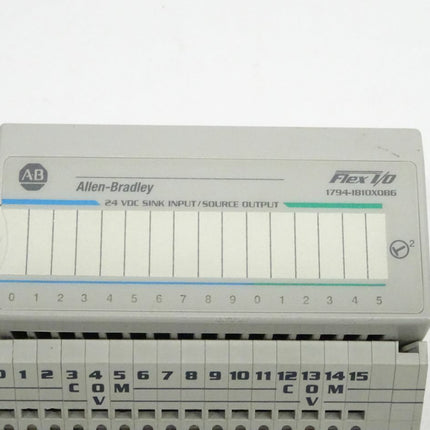 AB
Allen-Bradley
Flex I/O
1794-IB10XOB6
24 VDC SINK INPUT/SOURCE OUTPUT
2
0 1 2 3 4 5 6 7 8 9 0 1 2 3 4 5
0 1 2 3 4 5 6 7 8 9 10 11 12 13 14 15
C O M C O M
V V